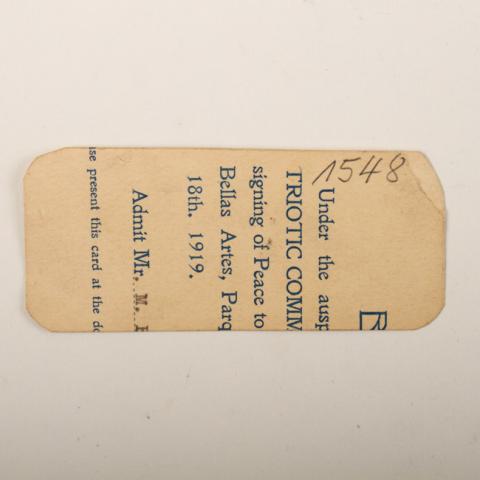 1548
B
Under the ausp
TRIOTIC COMM
signing of Peace to
Bellas Artes, Parq
18th. 1919.
Admit Mr. M.
se present this card at the do